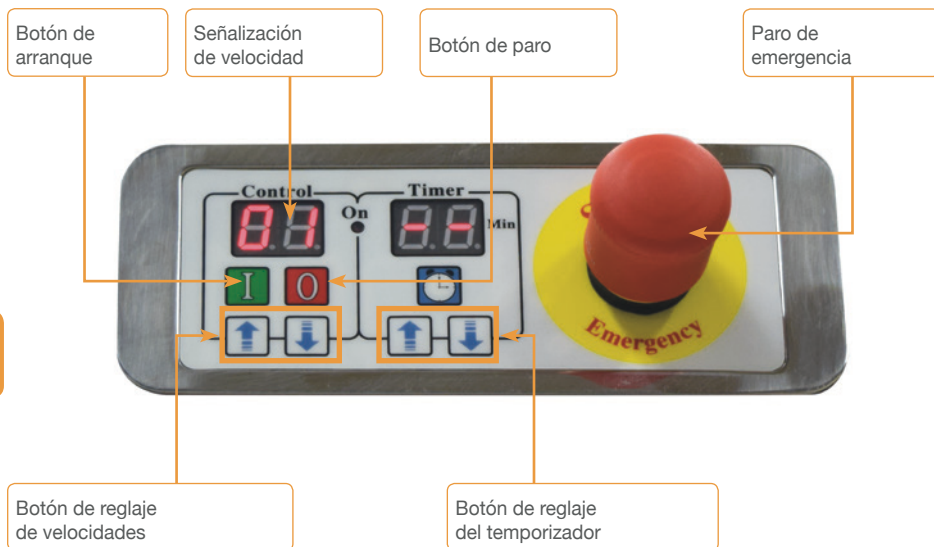 Botón de
arranque
Señalización
de velocidad
Botón de paro
Paro de
emergencia
Control
Timer
01
On
--
Min
I
0
Emergency
Botón de reglaje
de velocidades
Botón de reglaje
del temporizador